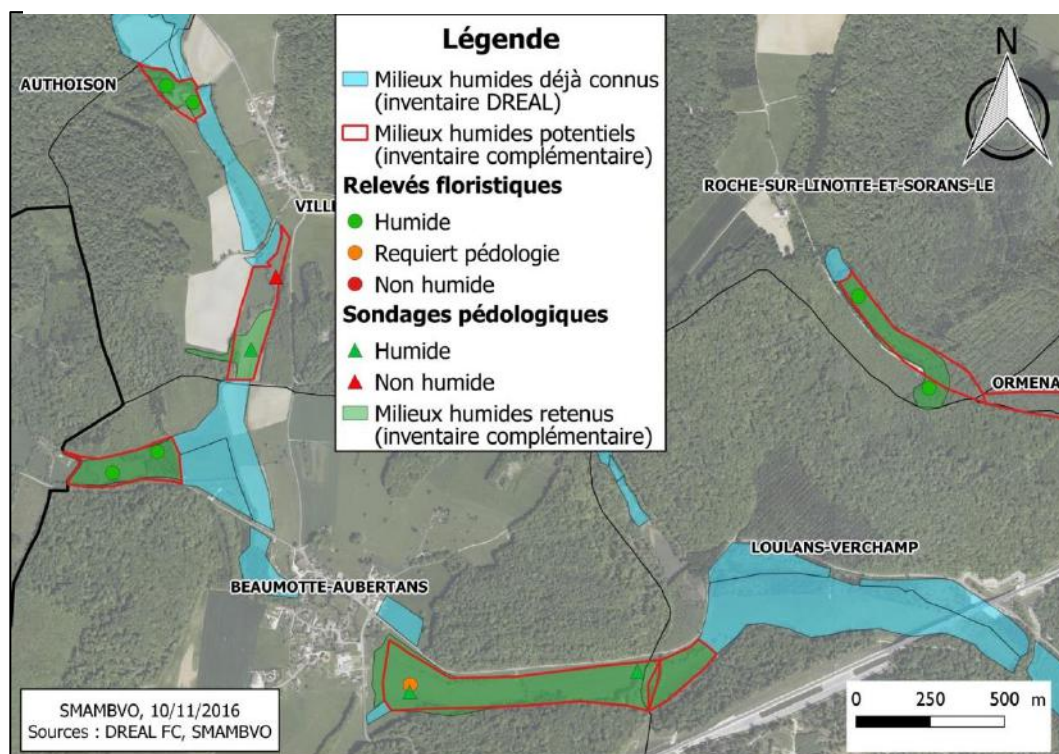 Légende
Milieux humides déjà connus
(inventaire DREAL)
Milieux humides potentiels
(inventaire complémentaire)
Relevés floristiques
Humide
Requiert pédologie
Non humide
Sondages pédologiques
Humide
Non humide
Milieux humides retenus
(inventaire complémentaire)
N
AUTHOISON
VILL
ROCHE-SUR-LINOTTE-ET-SORANS-LE
ORMENA
LOULANS-VERCHAMP
BEAUMOTTE-AUBERTANS
SMAMBVO, 10/11/2016
Sources : DREAL FC, SMAMBVO
0 250 500 m